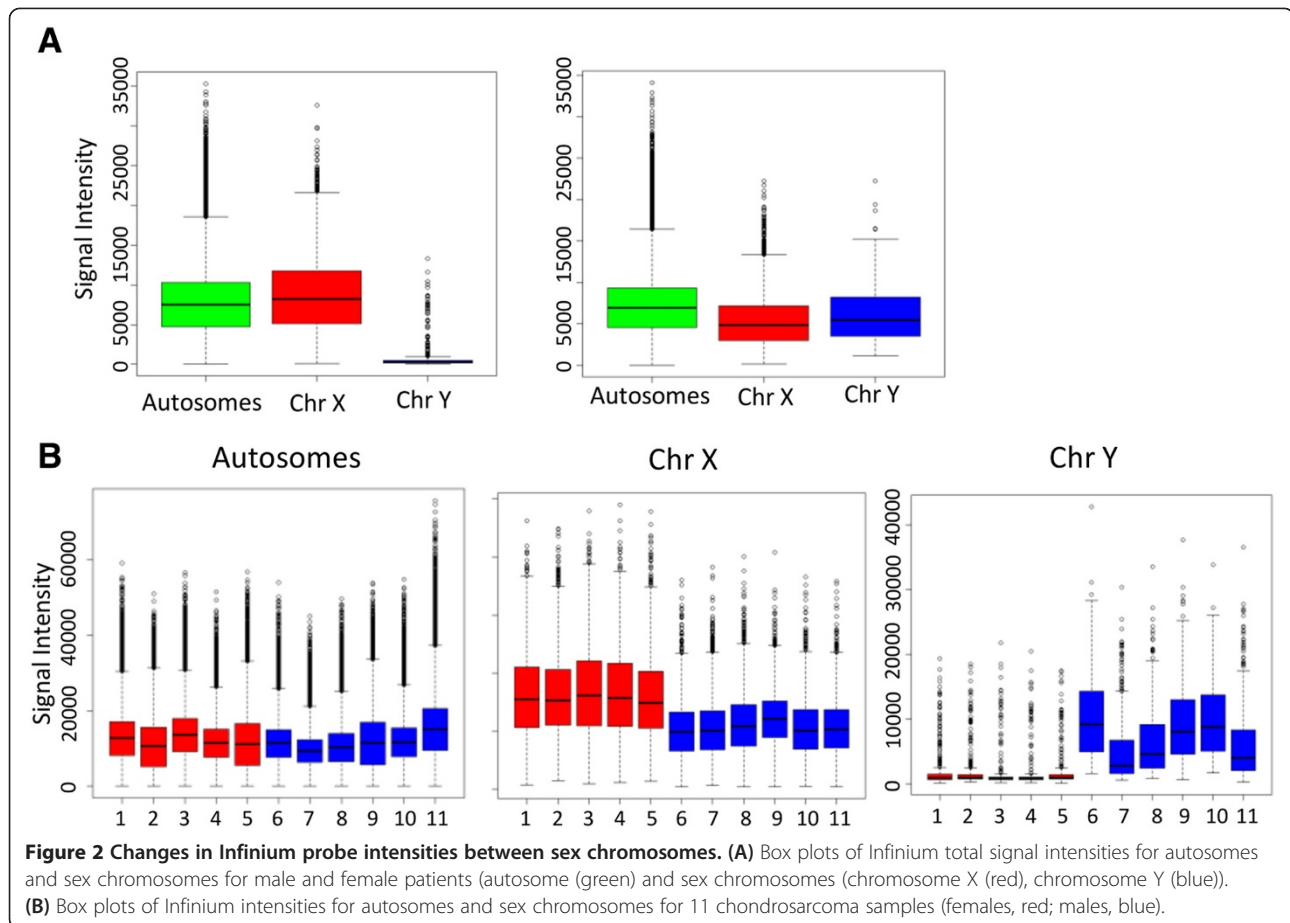 A
Signal Intensity
0 5000 15000 25000 35000
Autosomes Chr X Chr Y
0 5000 15000 25000 35000
Autosomes Chr X Chr Y
B
Autosomes
Signal Intensity
0 20000 40000 60000
1 2 3 4 5 6 7 8 9 10 11
Chr X
1 2 3 4 5 6 7 8 9 10 11
Chr Y
0 10000 20000 30000 40000
1 2 3 4 5 6 7 8 9 10 11
Figure 2 Changes in Infinium probe intensities between sex chromosomes. (A) Box plots of Infinium total signal intensities for autosomes
and sex chromosomes for male and female patients (autosome (green) and sex chromosomes (chromosome X (red), chromosome Y (blue)).
(B) Box plots of Infinium intensities for autosomes and sex chromosomes for 11 chondrosarcoma samples (females, red; males, blue).